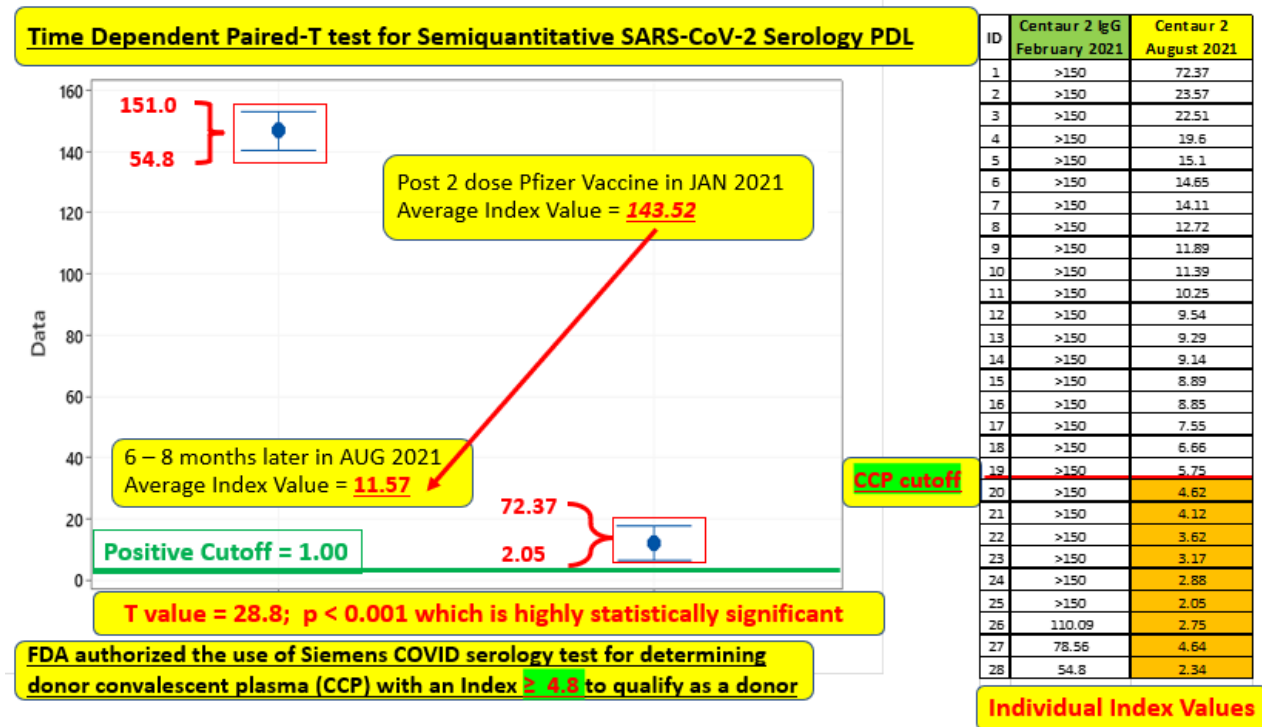 Time Dependent Paired-T test for Semiquantitative SARS-CoV-2 Serology PDL
160
140
120
100
80
60
40
20
0
Data
151.0
54.8
Post 2 dose Pfizer Vaccine in JAN 2021
Average Index Value = 143.52
6 – 8 months later in AUG 2021
Average Index Value = 11.57
72.37
2.05
Positive Cutoff = 1.00
T value = 28.8; p < 0.001 which is highly statistically significant
FDA authorized the use of Siemens COVID serology test for determining
donor convalescent plasma (CCP) with an Index ≥ 4.8 to qualify as a donor
CCP cutoff
ID Centaur 2 IgG February 2021 Centaur 2 August 2021
1 >150 72.37
2 >150 23.57
3 >150 22.51
4 >150 19.6
5 >150 15.1
6 >150 14.65
7 >150 14.11
8 >150 12.72
9 >150 11.89
10 >150 11.39
11 >150 10.25
12 >150 9.54
13 >150 9.29
14 >150 9.14
15 >150 8.89
16 >150 8.85
17 >150 7.55
18 >150 6.66
19 >150 5.75
20 >150 4.62
21 >150 4.12
22 >150 3.62
23 >150 3.17
24 >150 2.88
25 >150 2.05
26 110.09 2.75
27 78.56 4.64
28 54.8 2.34
Individual Index Values